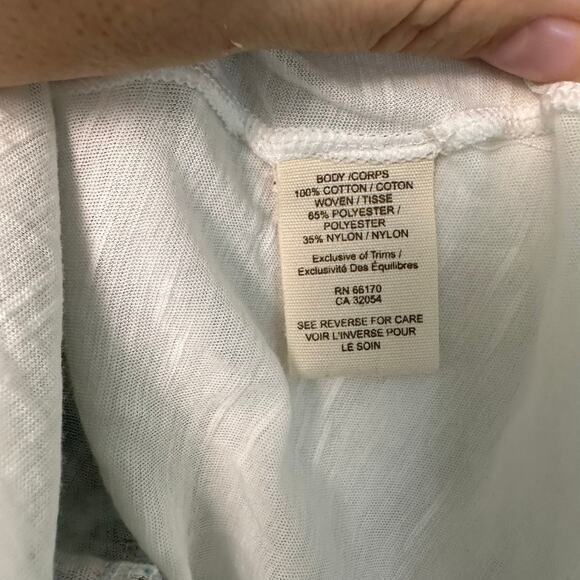 BODY /CORPS
100% COTTON / COTON
WOVEN / TISSE
65% POLYESTER /
POLYESTER
35% NYLON / NYLON
Exclusive of Trims /
Exclusivité Des Équilibres
RN 66170
CA 32054
SEE REVERSE FOR CARE
VOIR L'INVERSE POUR
LE SOIN